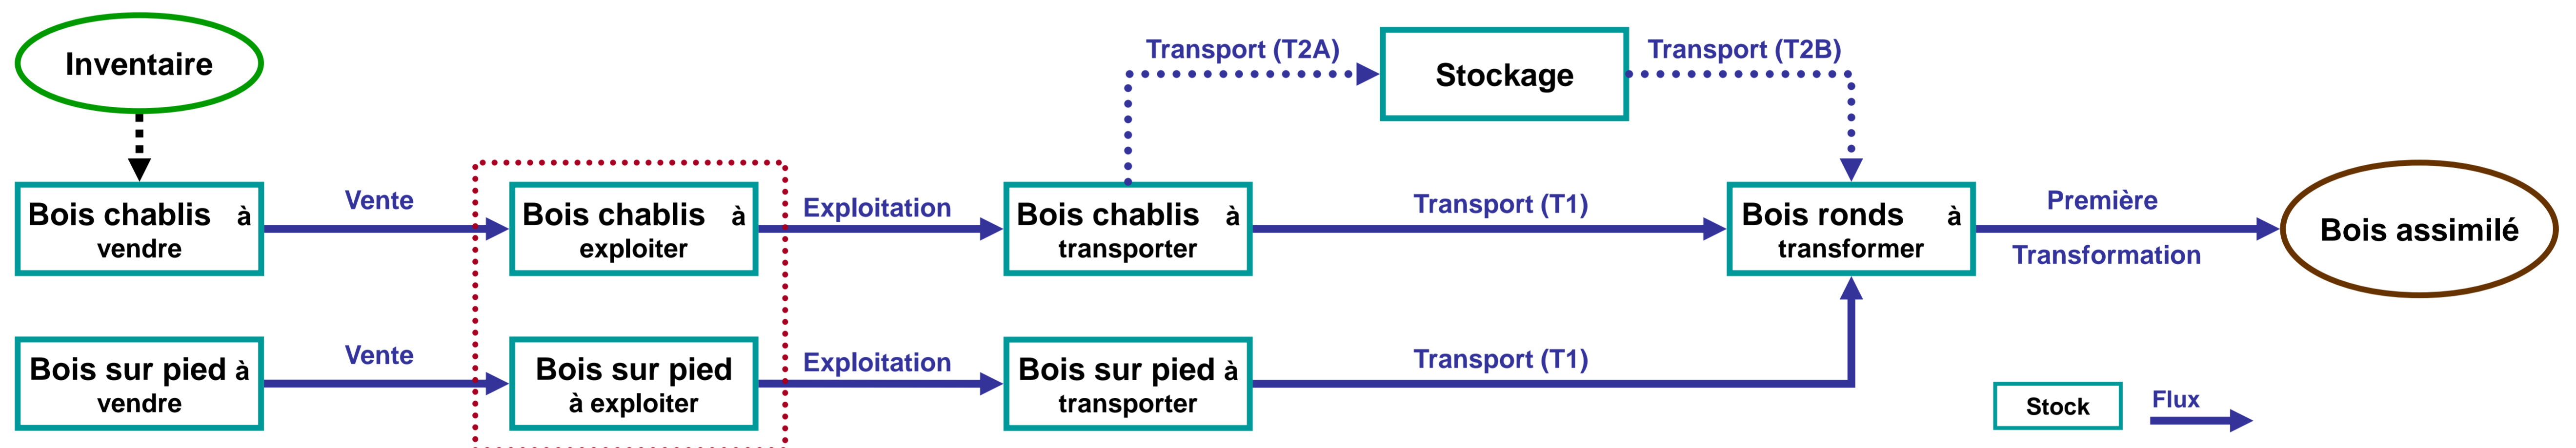 Inventaire
Transport (T2A)
Stockage
Transport (T2B)
Bois chablis à
vendre
Vente
Bois chablis à
exploiter
Exploitation
Bois chablis à
transporter
Transport (T1)
Bois ronds à
transformer
Première
Transformation
Bois assimilé
Bois sur pied à
vendre
Vente
Bois sur pied
à exploiter
Exploitation
Bois sur pied à
transporter
Transport (T1)
Stock
Flux